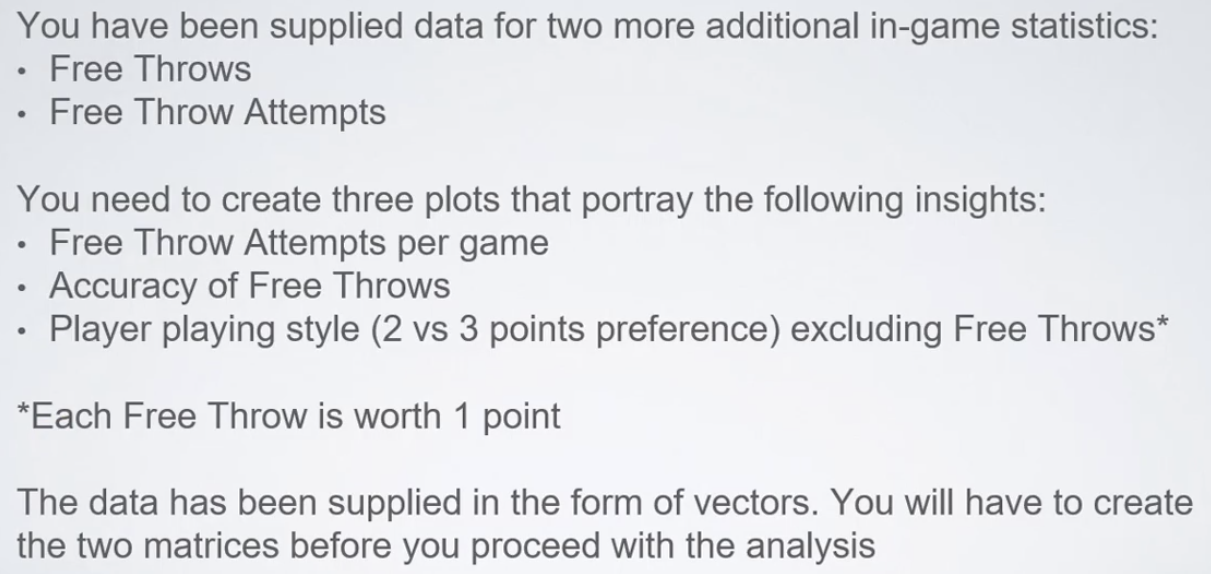 You have been supplied data for two more additional in-game statistics:
• Free Throws
• Free Throw Attempts
You need to create three plots that portray the following insights:
• Free Throw Attempts per game
• Accuracy of Free Throws
• Player playing style (2 vs 3 points preference) excluding Free Throws*
*Each Free Throw is worth 1 point
The data has been supplied in the form of vectors. You will have to create
the two matrices before you proceed with the analysis